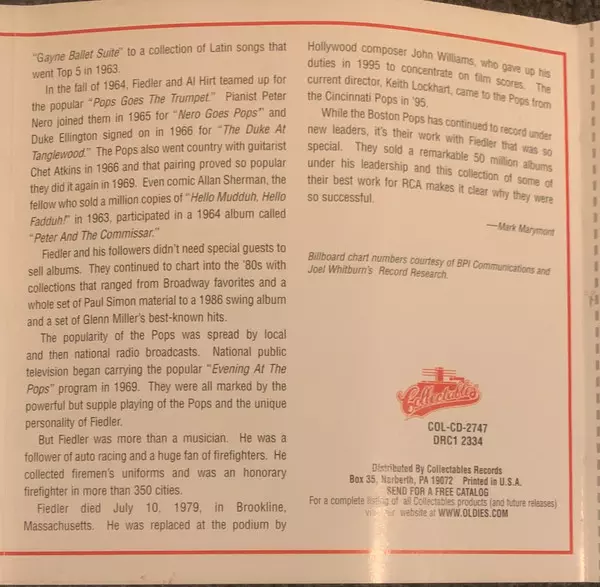 "Gayne Ballet Suite" to a collection of Latin songs that
went Top 5 in 1963.
In the fall of 1964, Fiedler and Al Hirt teamed up for
the popular "Pops Goes The Trumpet." Pianist Peter
Nero joined them in 1965 for "Nero Goes Pops" and
Duke Ellington signed on in 1966 for "The Duke At
Tanglewood." The Pops also went country with guitarist
Chet Atkins in 1966 and that pairing proved so popular
they did it again in 1969. Even comic Allan Sherman, the
fellow who sold a million copies of "Hello Mudduh, Hello
Fadduh!" in 1963, participated in a 1964 album called
"Peter And The Commissar."
Fiedler and his followers didn't need special guests to
sell albums. They continued to chart into the '80s with
collections that ranged from Broadway favorites and a
whole set of Paul Simon material to a 1986 swing album
and a set of Glenn Miller's best-known hits.
The popularity of the Pops was spread by local
and then national radio broadcasts. National public
television began carrying the popular "Evening At The
Pops" program in 1969. They were all marked by the
powerful but supple playing of the Pops and the unique
personality of Fiedler.
But Fiedler was more than a musician. He was a
follower of auto racing and a huge fan of firefighters. He
collected firemen's uniforms and was an honorary
firefighter in more than 350 cities.
Fiedler died July 10, 1979, in Brookline,
Massachusetts. He was replaced at the podium by
Hollywood composer John Williams, who gave up his
duties in 1995 to concentrate on film scores. The
current director, Keith Lockhart, came to the Pops from
the Cincinnati Pops in '95.
While the Boston Pops has continued to record under
new leaders, it's their work with Fiedler that was so
special. They sold a remarkable 50 million albums
under his leadership and this collection of some of
their best work for RCA makes it clear why they were
so successful.
—Mark Marymont
Billboard chart numbers courtesy of BPI Communications and
Joel Whitburn's Record Research.
Collectables
COL-CD-2747
DRC1 2334
Distributed By Collectables Records
Box 35, Narberth, PA 19072 Printed in U.S.A.
SEND FOR A FREE CATALOG
For a complete listing of all Collectables products (and future releases)
website at WWW.OLDIES.COM